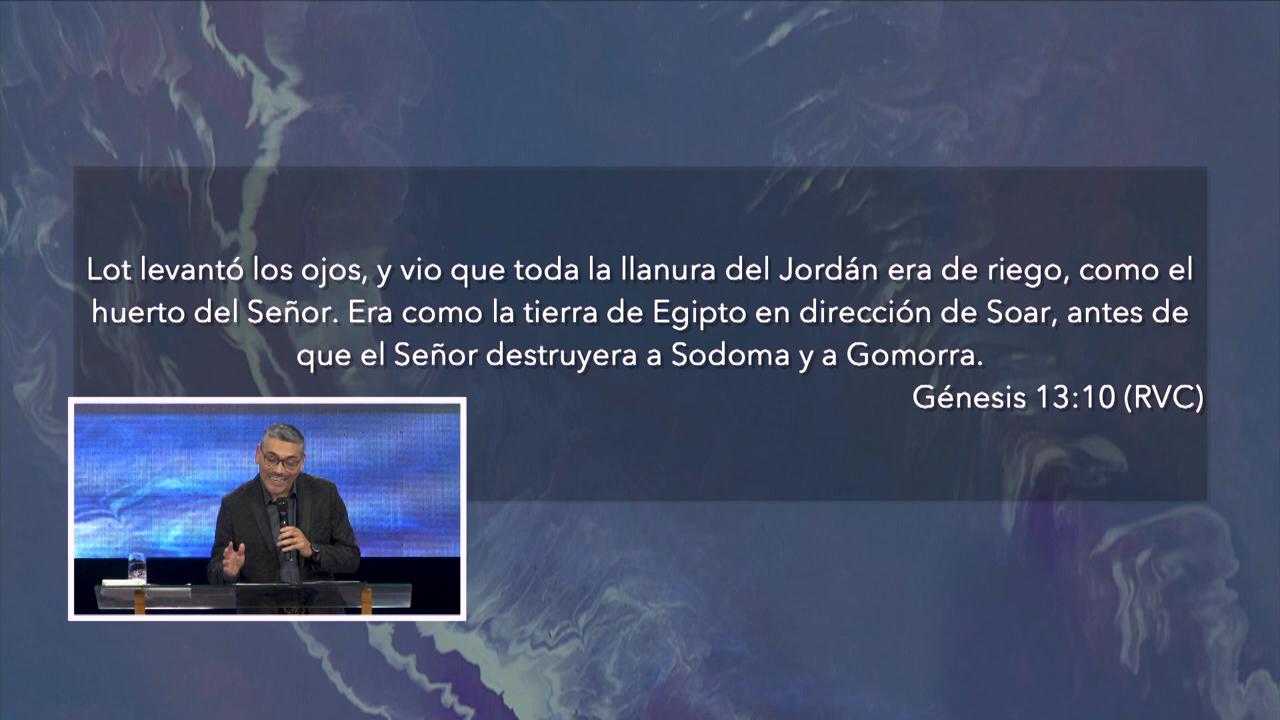 Lot levantó los ojos, y vio que toda la llanura del Jordán era de riego, como el
huerto del Señor. Era como la tierra de Egipto en dirección de Soar, antes de
que el Señor destruyera a Sodoma y a Gomorra.
Génesis 13:10 (RVC)